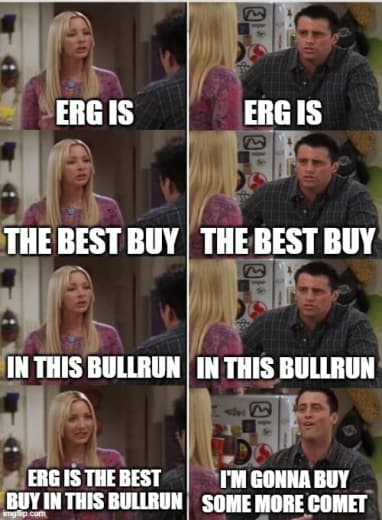 ERG IS
ERG IS
THE BEST BUY
THE BEST BUY
IN THIS BULLRUN
IN THIS BULLRUN
ERG IS THE BEST
BUY IN THIS BULLRUN
I'M GONNA BUY
SOME MORE COMET
imgflip.com